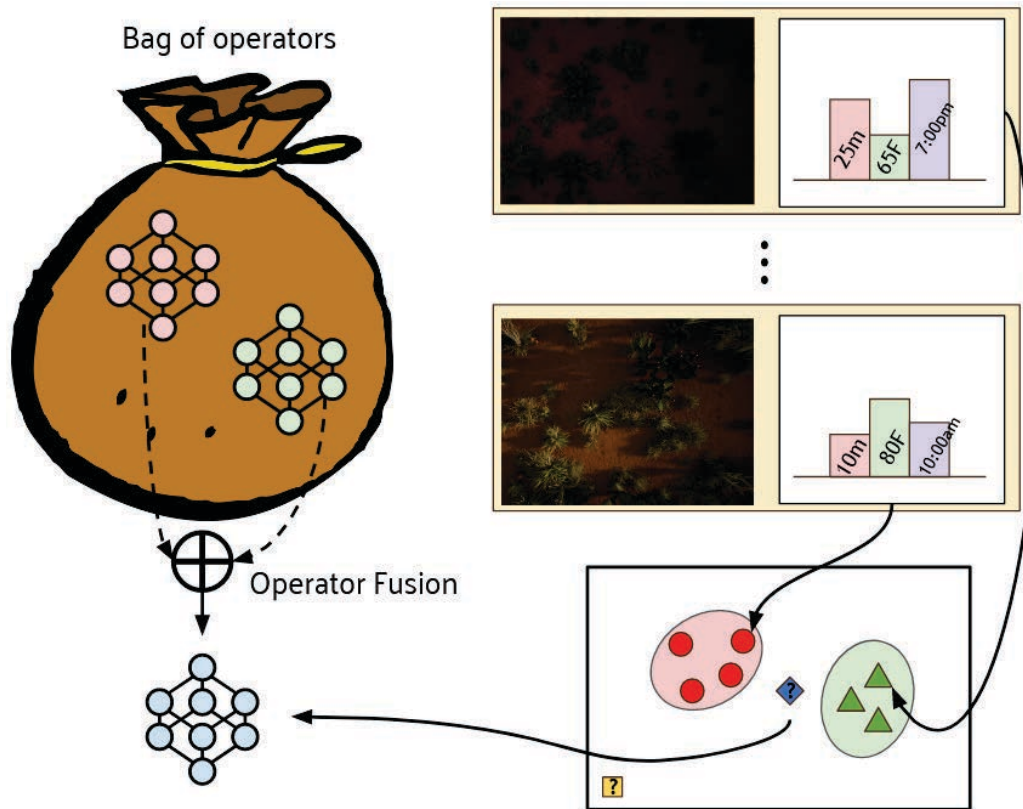 Bag of operators
25m
65F
7:00pm
10m
80F
10:00am
Operator Fusion
?
?